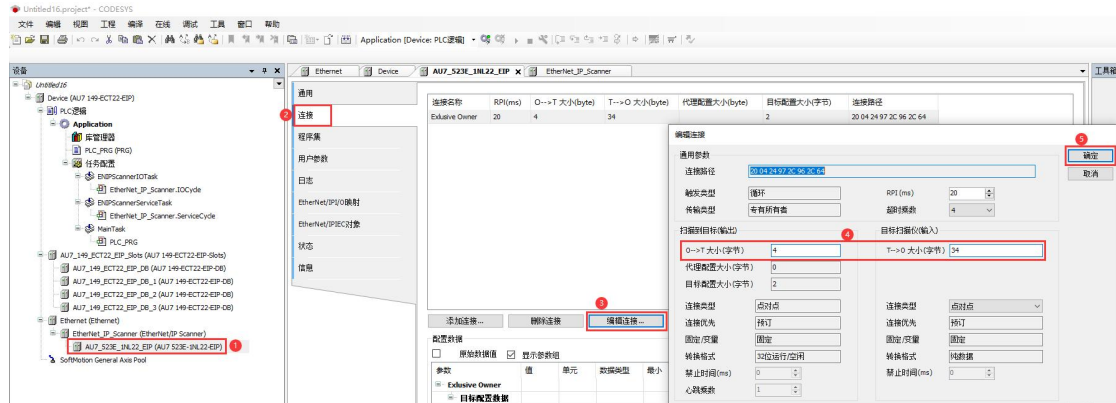 Untitled16.project* - CODESYS
文件 编辑 视图 工程 编译 在线 调试 工具 窗口 帮助
Application [Device: PLC逻辑]
设备
Untitled16
Device (AU7 149-ECT22-EIP)
PLC逻辑
Application
库管理器
PLC_PRG (PRG)
任务配置
ENIPScannerIOTask
EtherNet_IP_Scanner.IOCycle
ENIPScannerServiceTask
EtherNet_IP_Scanner.ServiceCycle
MainTask
PLC_PRG
AU7_149_ECT22_EIP_Slots (AU7 149-ECT22-EIP-Slots)
AU7_149_ECT22_EIP_DB (AU7 149-ECT22-EIP-DB)
AU7_149_ECT22_EIP_DB_1 (AU7 149-ECT22-EIP-DB)
AU7_149_ECT22_EIP_DB_2 (AU7 149-ECT22-EIP-DB)
AU7_149_ECT22_EIP_DB_3 (AU7 149-ECT22-EIP-DB)
Ethernet (Ethernet)
EtherNet_IP_Scanner (EtherNet/IP Scanner)
AU7_523E_1NL22_EIP (AU7 523E-1NL22-EIP) 1
SoftMotion General Axis Pool
Ethernet Device AU7_523E_1NL22_EIP EtherNet_IP_Scanner
工具箱
通用
2 连接
程序集
用户参数
日志
EtherNet/IPI/O映射
EtherNet/IPIEC对象
状态
信息
连接名称 RPI(ms) O-->T 大小(byte) T-->O 大小(byte) 代理配置大小(byte) 目标配置大小(字节) 连接路径
Exlusive Owner 20 4 34 2 20 04 24 97 2C 96 2C 64
3
添加连接... 删除连接 编辑连接...
配置数据
原始数据值 显示参数组
参数 值 单元 数据类型 最小
Exlusive Owner
目标配置数据
编辑连接
5
确定
取消
通用参数
连接路径 20 04 24 97 2C 96 2C 64
触发类型 循环 RPI (ms) 20
传输类型 专有所有者 超时乘数 4
扫描到目标(输出) 4 目标扫描仪(输入)
O-->T 大小(字节) 4 T-->O 大小(字节) 34
代理配置大小(字节) 0
目标配置大小(字节) 2
连接类型 点对点 连接类型 点对点
连接优先 预订 连接优先 预订
固定/变量 固定 固定/变量 固定
转换格式 32位运行/空闲 转换格式 纯数据
禁止时间(ms) 0 禁止时间(ms) 0
心跳乘数 1